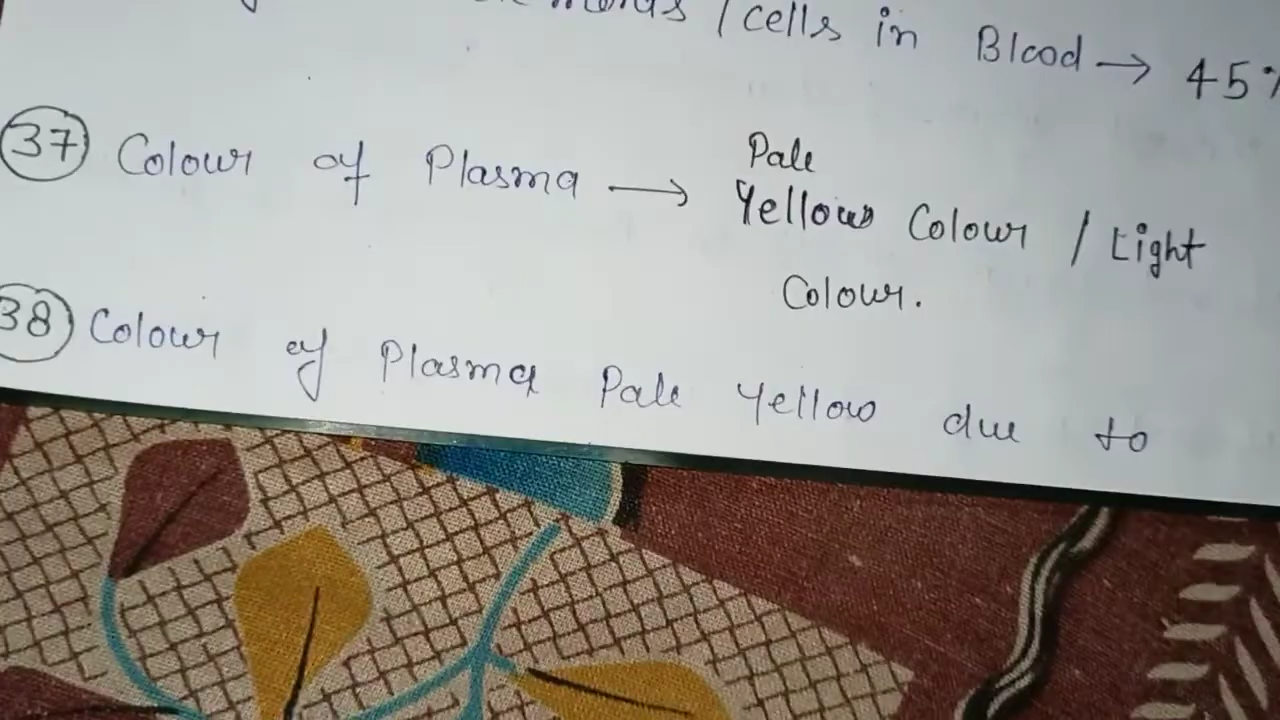 /cells in Blood → 45%
37 Colour of Plasma → Pale
Yellow Colour / Light
Colour.
38 Colour of Plasma Pale Yellow due to